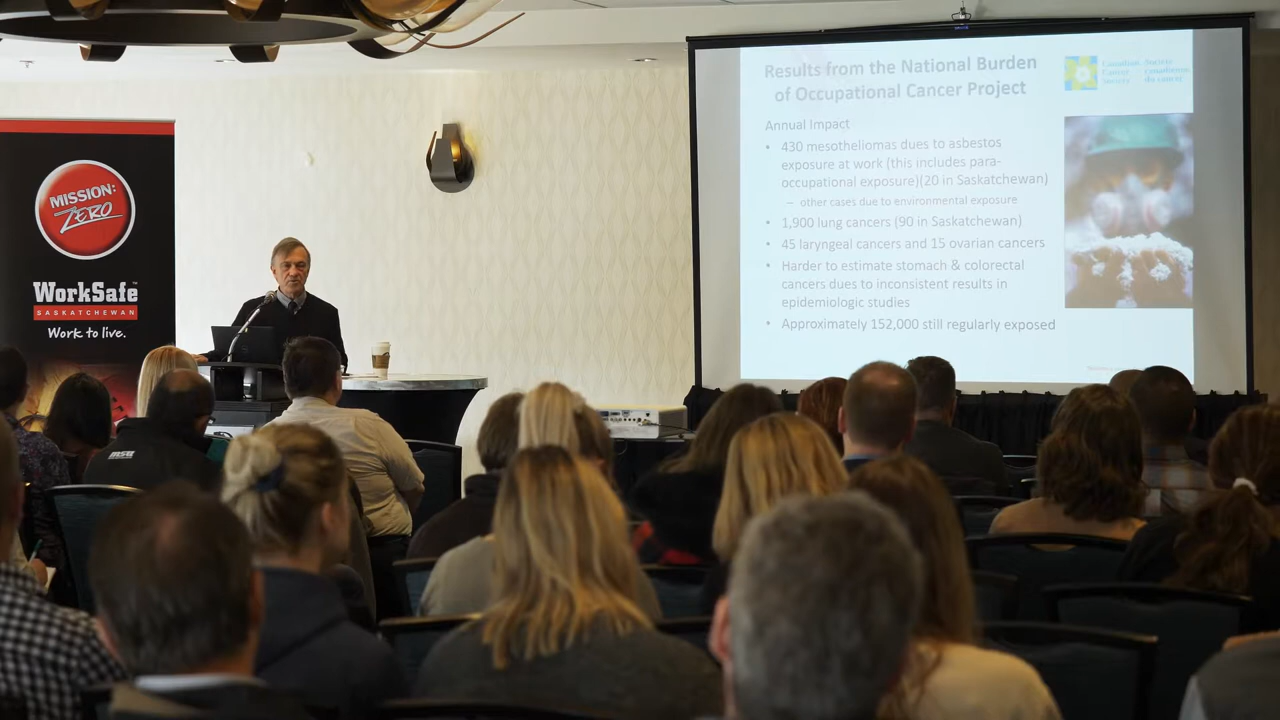 MISSION:
ZERO
WorkSafe
SASKATCHEWAN
Work to live.
Results from the National Burden
of Occupational Cancer Project
Canadian Cancer Society
Société canadienne du cancer
Annual Impact
• 430 mesotheliomas due to asbestos
exposure at work (this includes para-
occupational exposure)(20 in Saskatchewan)
– other cases due to environmental exposure
• 1,900 lung cancers (90 in Saskatchewan)
• 45 laryngeal cancers and 15 ovarian cancers
• Harder to estimate stomach & colorectal
cancers due to inconsistent results in
epidemiologic studies
• Approximately 152,000 still regularly exposed